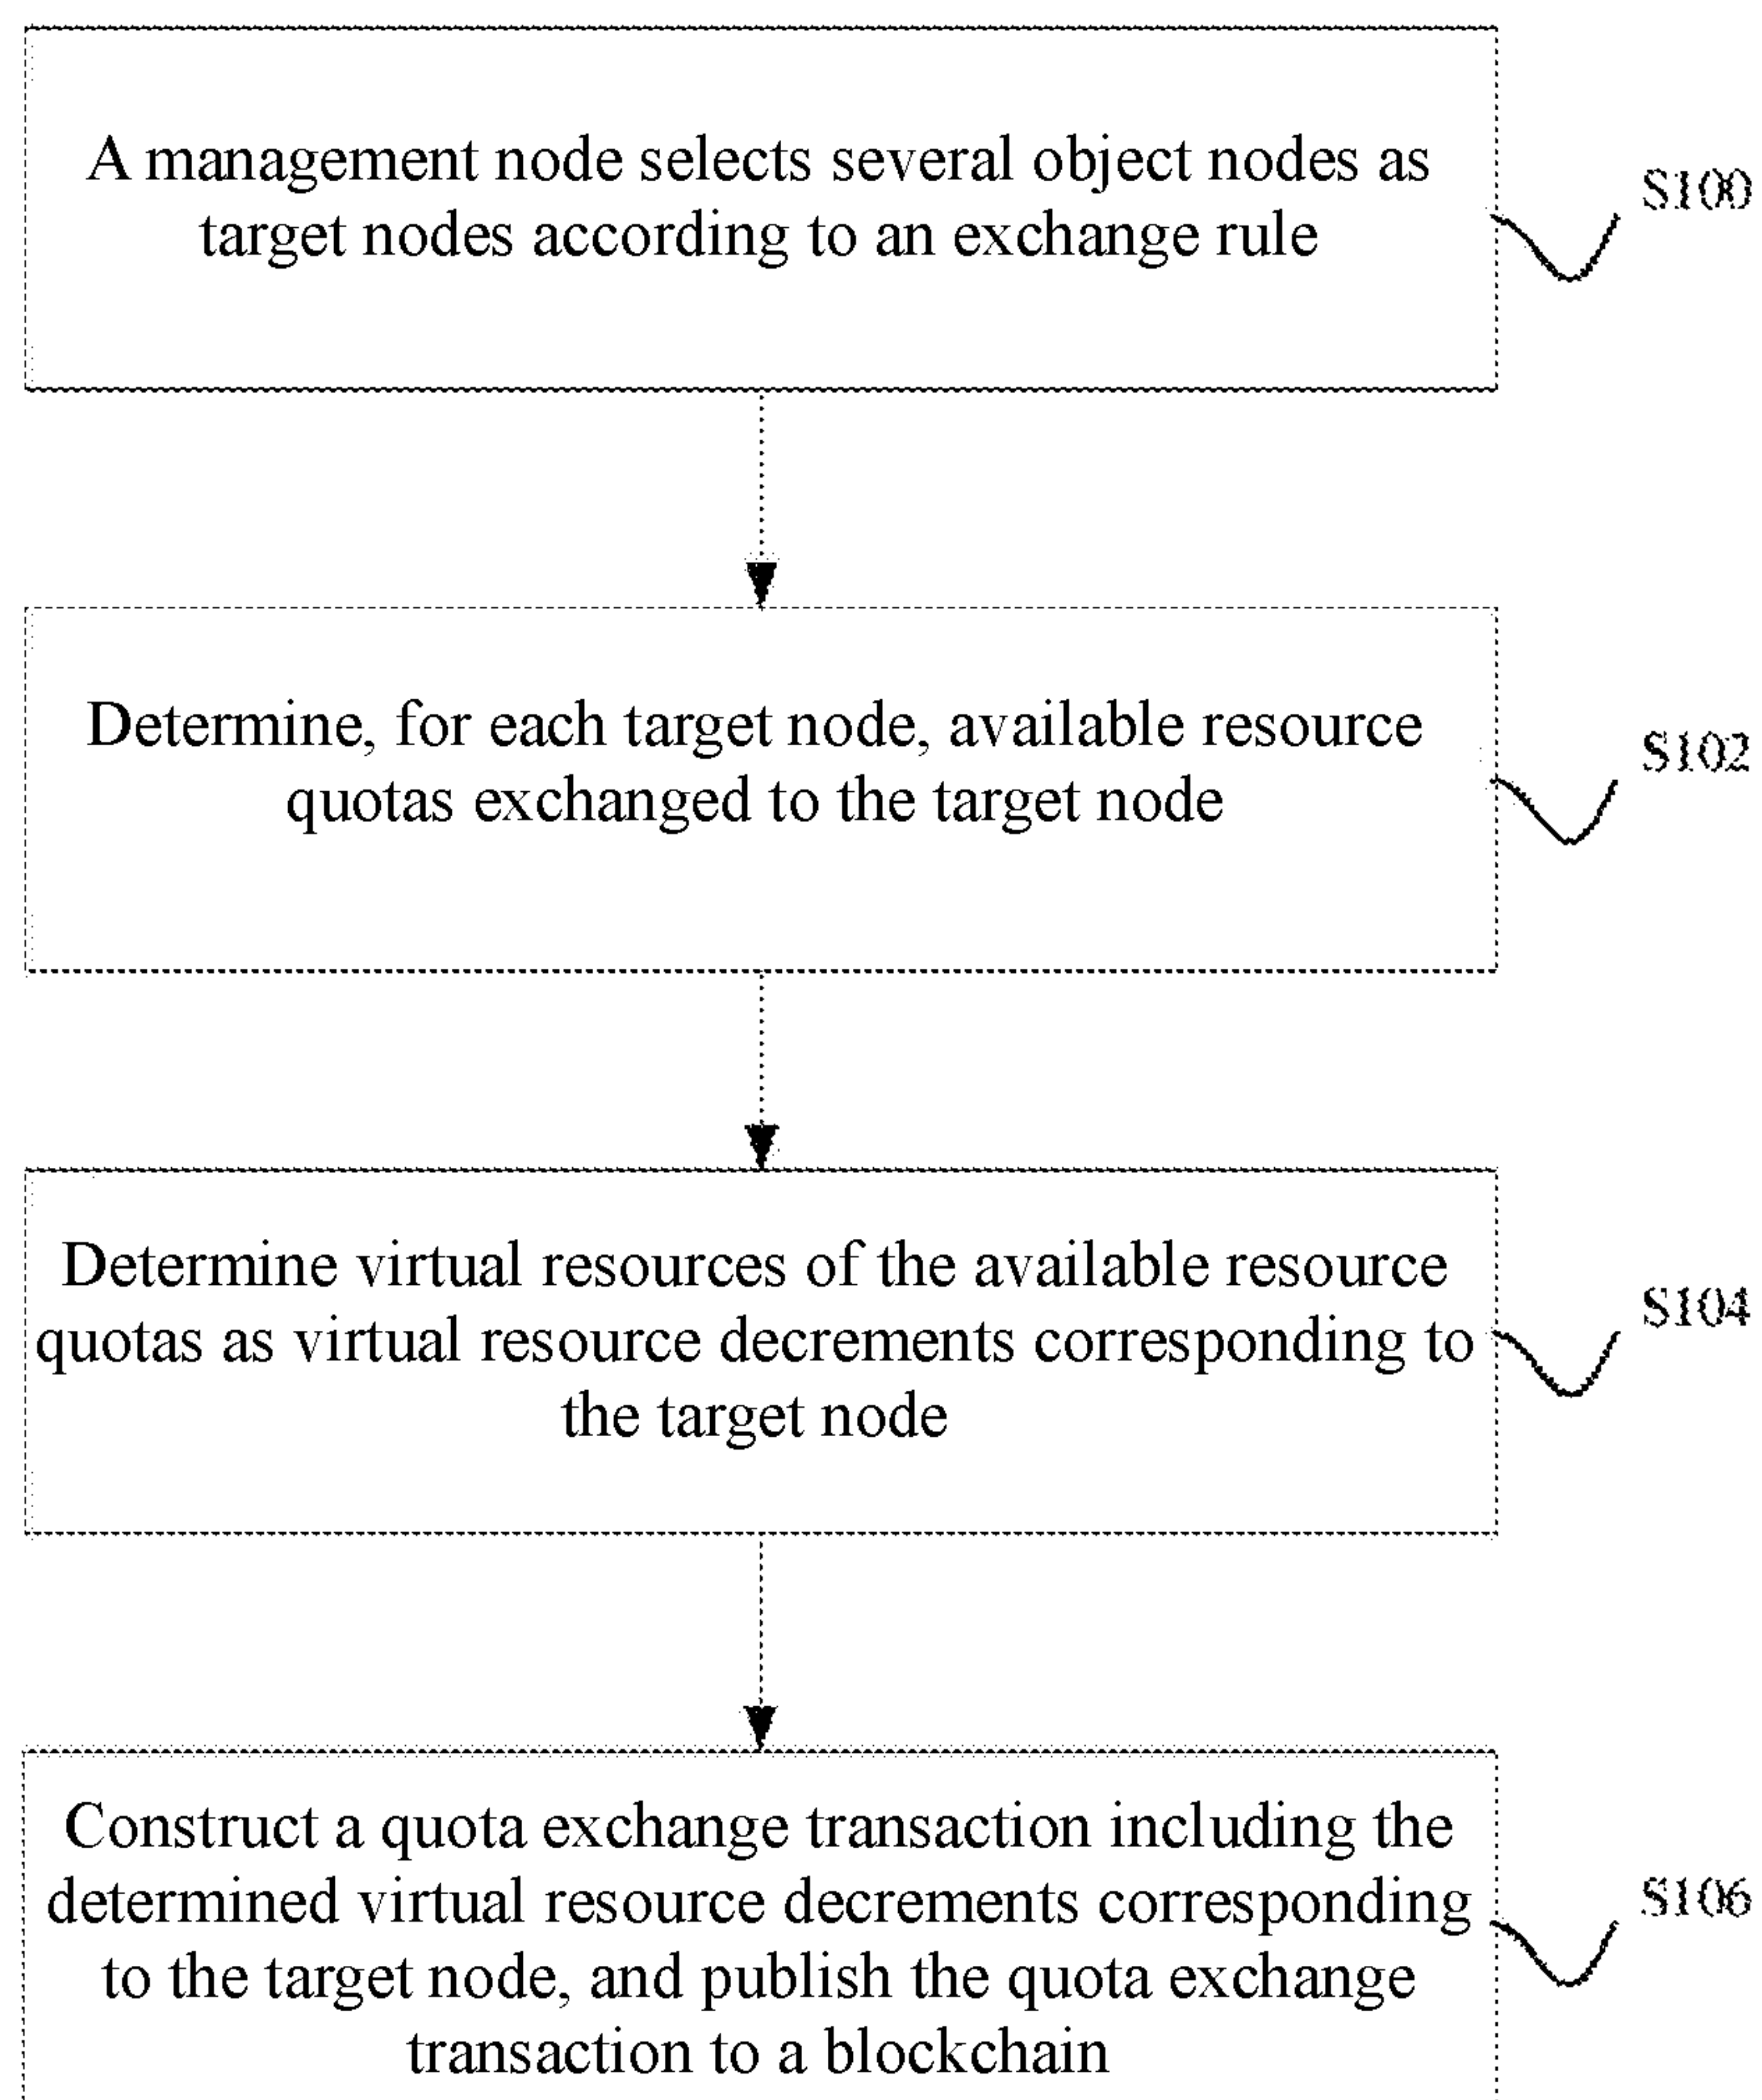 A management node selects several object nodes as
target nodes according to an exchange rule
S100
Determine, for each target node, available resource
quotas exchanged to the target node
S102
Determine virtual resources of the available resource
quotas as virtual resource decrements corresponding to
the target node
S104
Construct a quota exchange transaction including the
determined virtual resource decrements corresponding
to the target node, and publish the quota exchange
transaction to a blockchain
S106